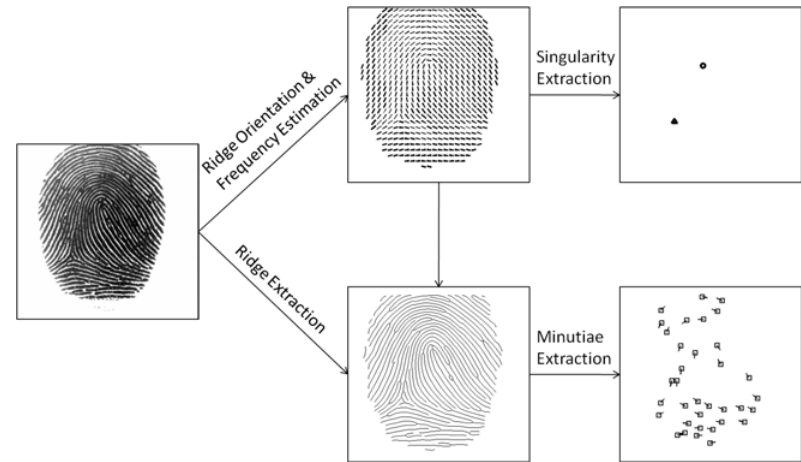 Ridge Orientation &
Frequency Estimation
Singularity
Extraction
Ridge Extraction
Minutiae
Extraction